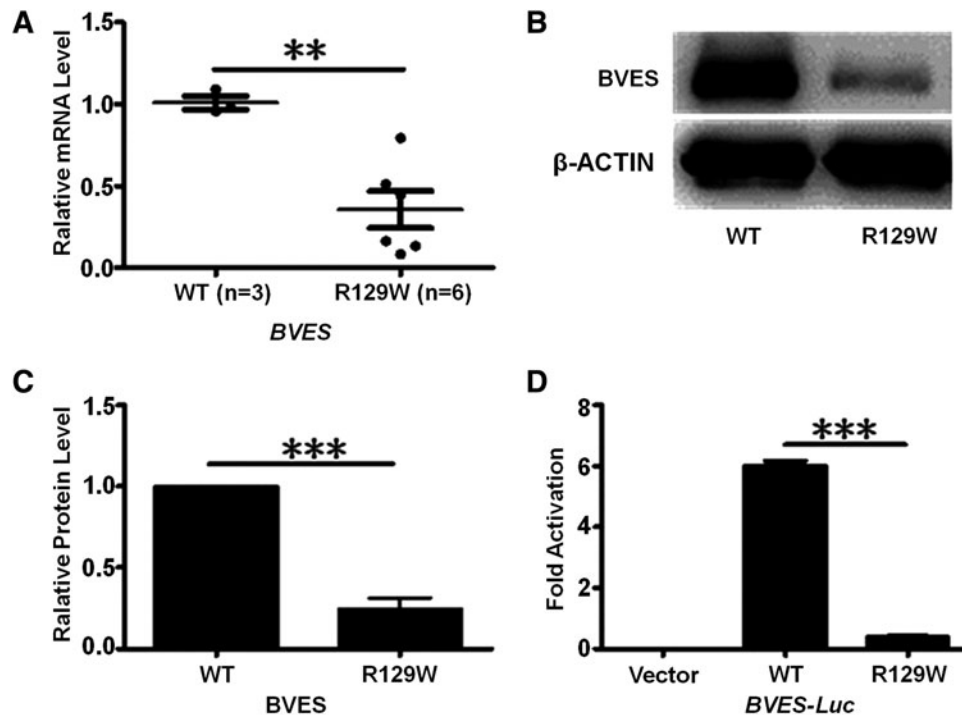 A
Ralative mRNA Level
1.5
1.0
0.5
0.0
**
WT (n=3)
R129W (n=6)
BVES
B
BVES
β-ACTIN
WT
R129W
C
Ralative Protein Level
1.5
1.0
0.5
0.0
***
WT
R129W
BVES
D
Fold Activation
8
6
4
2
0
***
Vector
WT
R129W
BVES-Luc